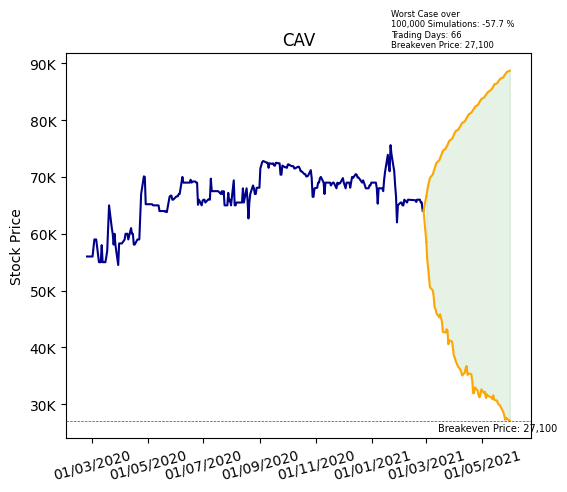 Worst Case over
100,000 Simulations: -57.7 %
Trading Days: 66
Breakeven Price: 27,100
CAV
90K
80K
70K
60K
50K
40K
30K
Stock Price
Breakeven Price: 27,100
01/03/2020
01/05/2020
01/07/2020
01/09/2020
01/11/2020
01/01/2021
01/03/2021
01/05/2021